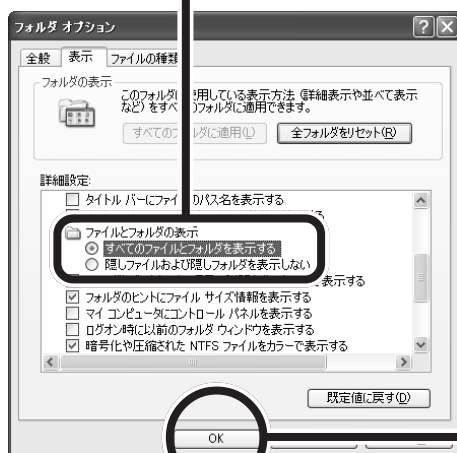 フォルダ オプション
全般 表示 ファイルの種類
フォルダの表示
このフォルダ 使用している表示方法 (詳細表示や並べて表示
など) をすべ のフォルダに適用できます。
すべてのフ ルダに適用(L) 全フォルダをリセット(R)
詳細設定:
タイトル バーにファイ のパス名を表示する
ファイルとフォルダの表示
すべてのファイルとフォルダを表示する
隠しファイルおよび隠しフォルダを表示しない
で表示する
フォルダのヒントにファイル サイズ情報を表示する
マイ コンピュータにコントロール パネルを表示する
ログオン時に以前のフォルダ ウィンドウを表示する
暗号化や圧縮された NTFS ファイルをカラーで表示する
既定値に戻す(D)
OK